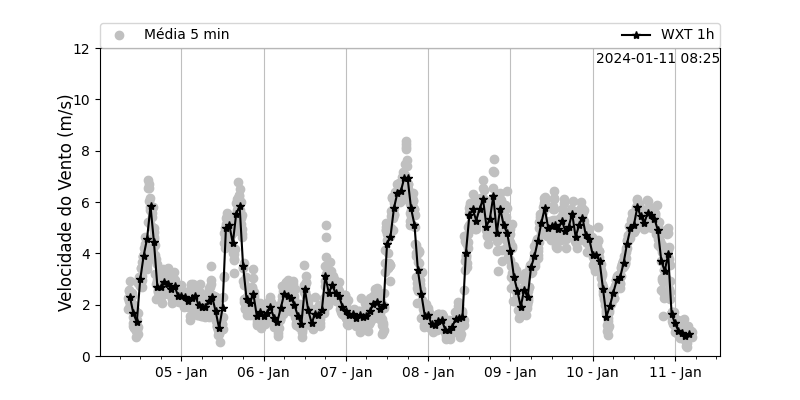 Média 5 min
WXT 1h
2024-01-11 08:25
Velocidade do Vento (m/s)
12
10
8
6
4
2
0
05 - Jan
06 - Jan
07 - Jan
08 - Jan
09 - Jan
10 - Jan
11 - Jan